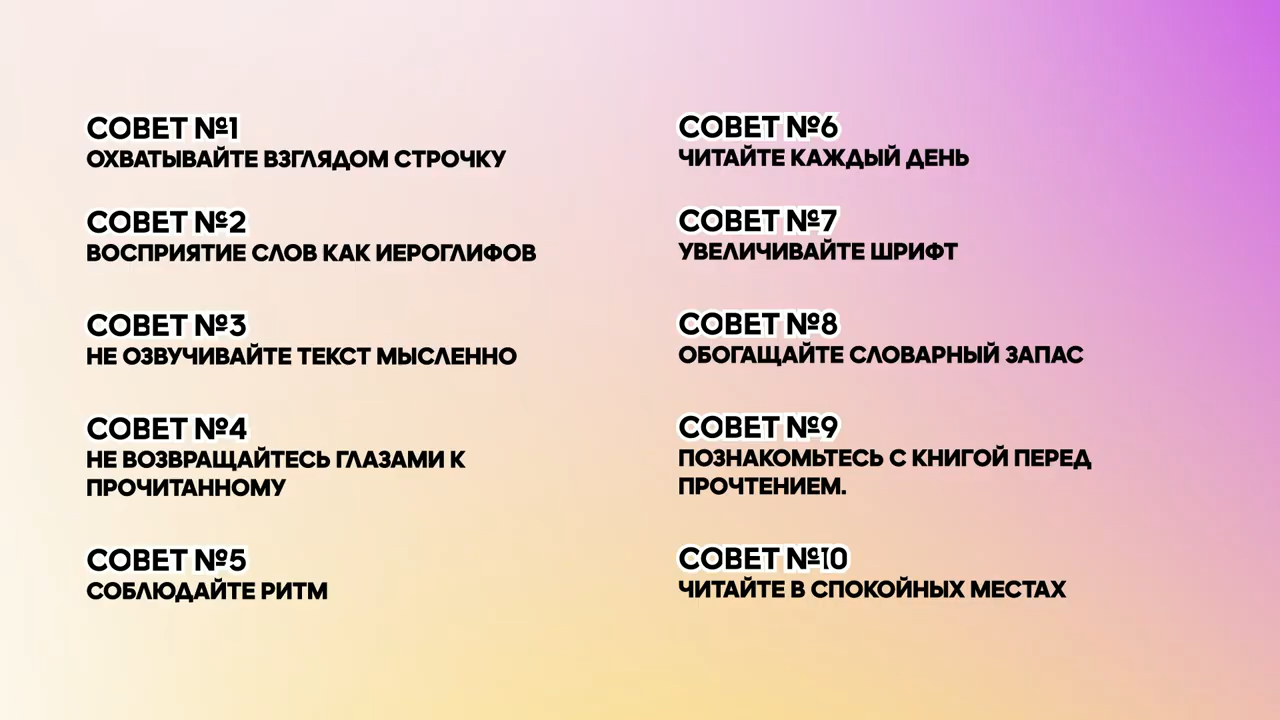 СОВЕТ №1
ОХВАТЫВАЙТЕ ВЗГЛЯДОМ СТРОЧКУ
СОВЕТ №2
ВОСПРИЯТИЕ СЛОВ КАК ИЕРОГЛИФОВ
СОВЕТ №3
НЕ ОЗВУЧИВАЙТЕ ТЕКСТ МЫСЛЕННО
СОВЕТ №4
НЕ ВОЗВРАЩАЙТЕСЬ ГЛАЗАМИ К
ПРОЧИТАННОМУ
СОВЕТ №5
СОБЛЮДАЙТЕ РИТМ
СОВЕТ №6
ЧИТАЙТЕ КАЖДЫЙ ДЕНЬ
СОВЕТ №7
УВЕЛИЧИВАЙТЕ ШРИФТ
СОВЕТ №8
ОБОГАЩАЙТЕ СЛОВАРНЫЙ ЗАПАС
СОВЕТ №9
ПОЗНАКОМЬТЕСЬ С КНИГОЙ ПЕРЕД
ПРОЧТЕНИЕМ.
СОВЕТ №10
ЧИТАЙТЕ В СПОКОЙНЫХ МЕСТАХ